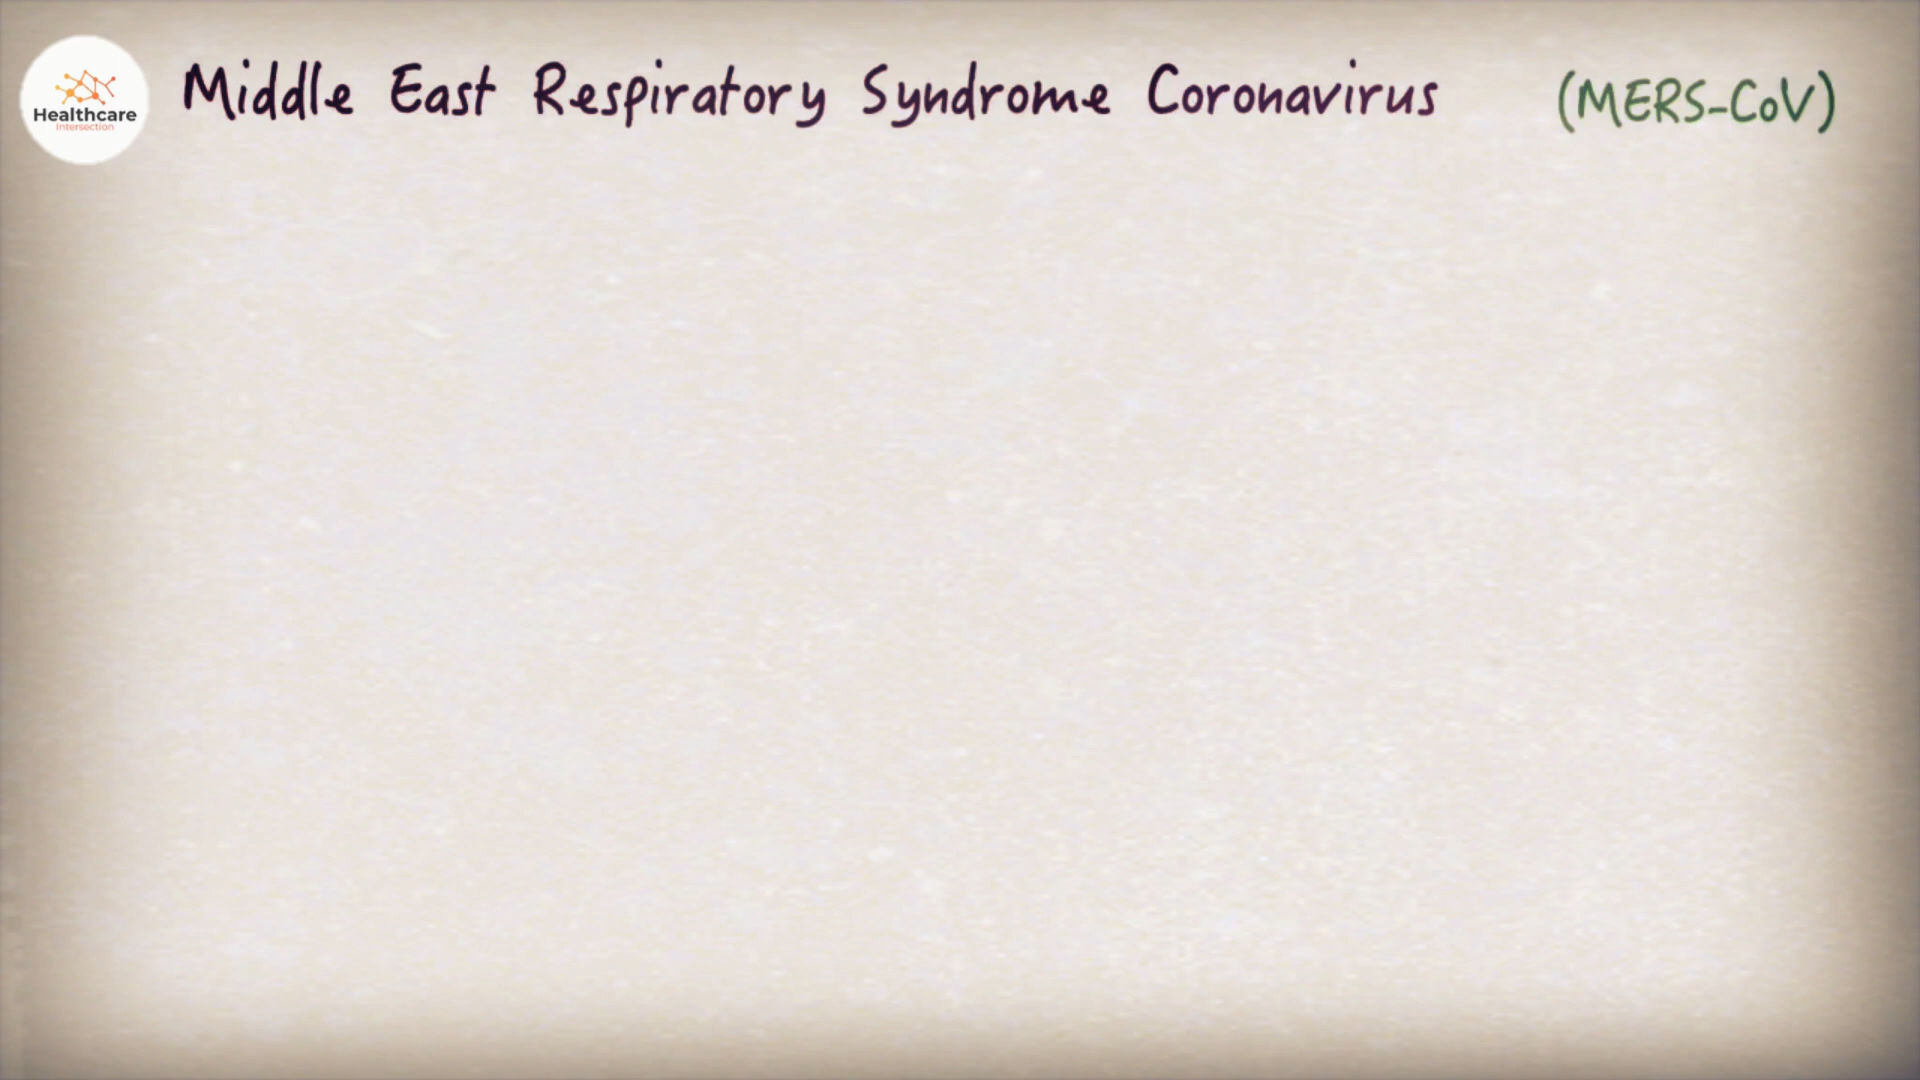 Middle East Respiratory Syndrome Coronavirus (MERS-CoV)
Healthcare
Intersection